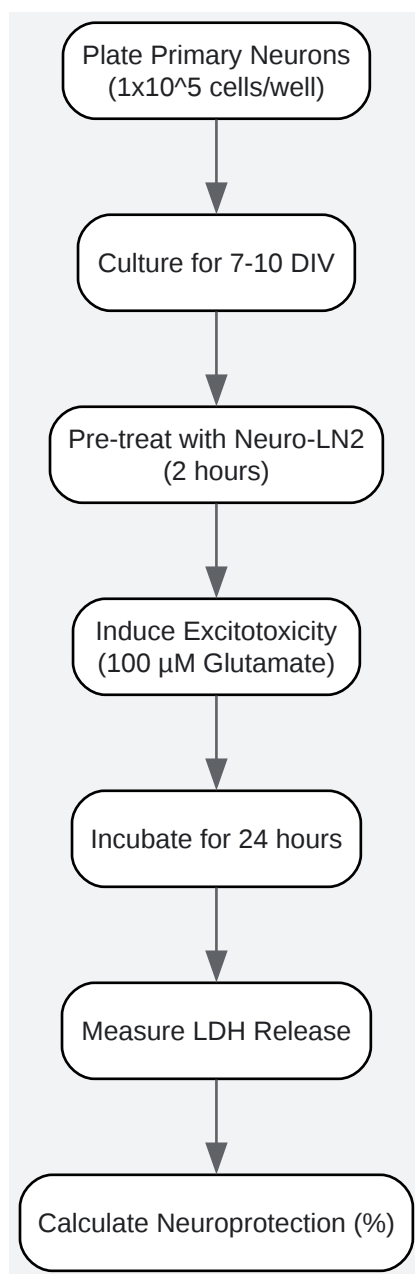 Plate Primary Neurons
(1x10^5 cells/well)
Culture for 7-10 DIV
Pre-treat with Neuro-LN2
(2 hours)
Induce Excitotoxicity
(100 µM Glutamate)
Incubate for 24 hours
Measure LDH Release
Calculate Neuroprotection (%)